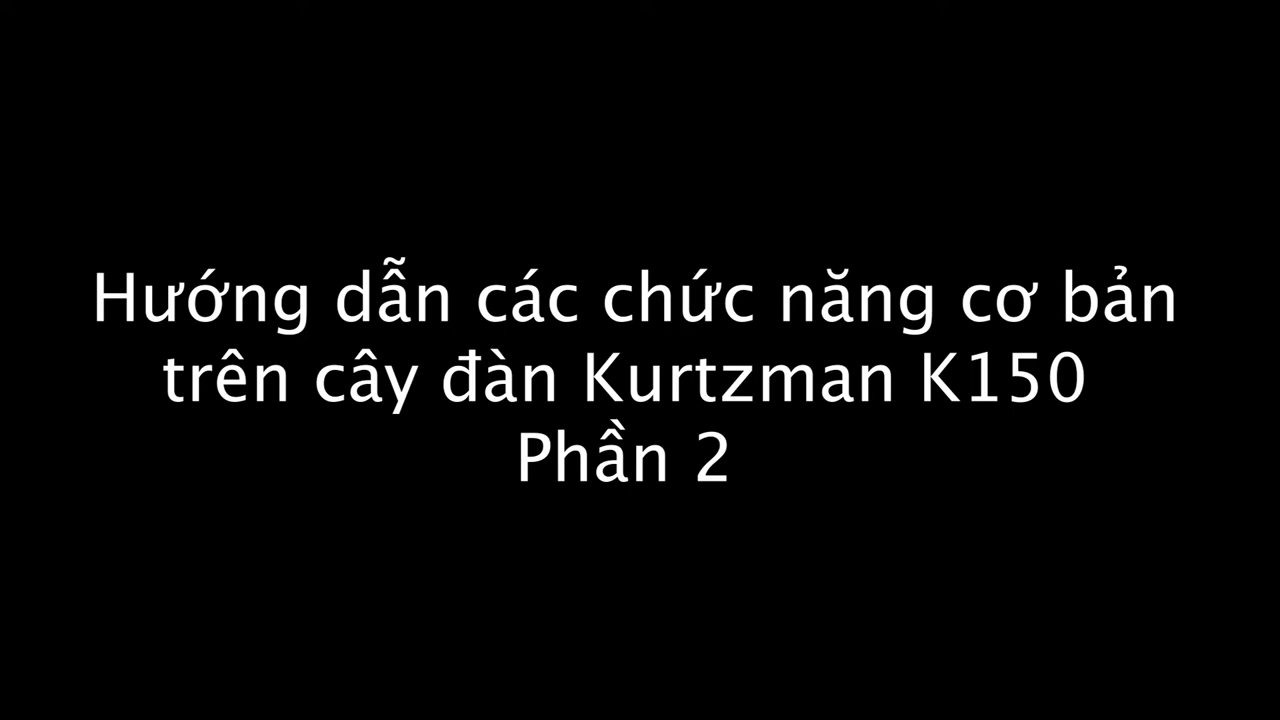 Hướng dẫn các chức năng cơ bản
trên cây đàn Kurtzman K150
Phần 2